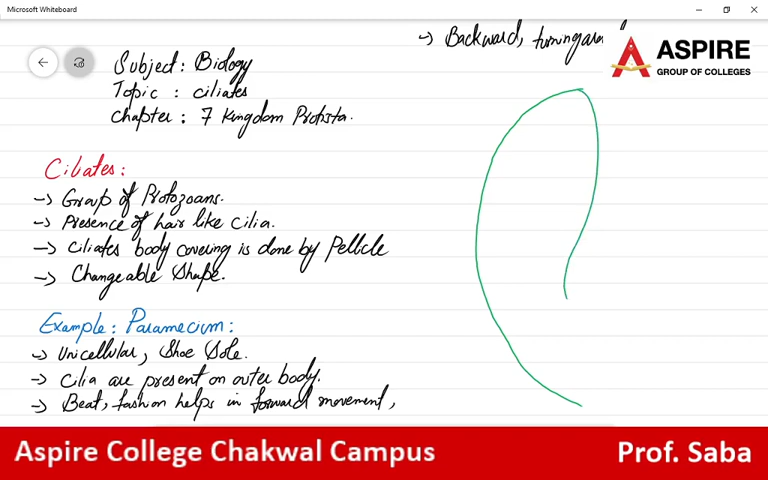 Microsoft Whiteboard
Subject: Biology
Topic : ciliates
Chapter : 7 Kingdom Protista.
Ciliates:
→ Group of Protozoans.
→ Presence of hair like Cilia.
→ Ciliates body covering is done by Pellicle
→ Changeable Shape.
Example: Paramecium:
→ Unicellular, Shoe Sole.
→ Cilia are present on outer body.
→ Beat, fashion helps in forward movement,
→ Backward, turning
ASPIRE
GROUP OF COLLEGES
Aspire College Chakwal Campus
Prof. Saba